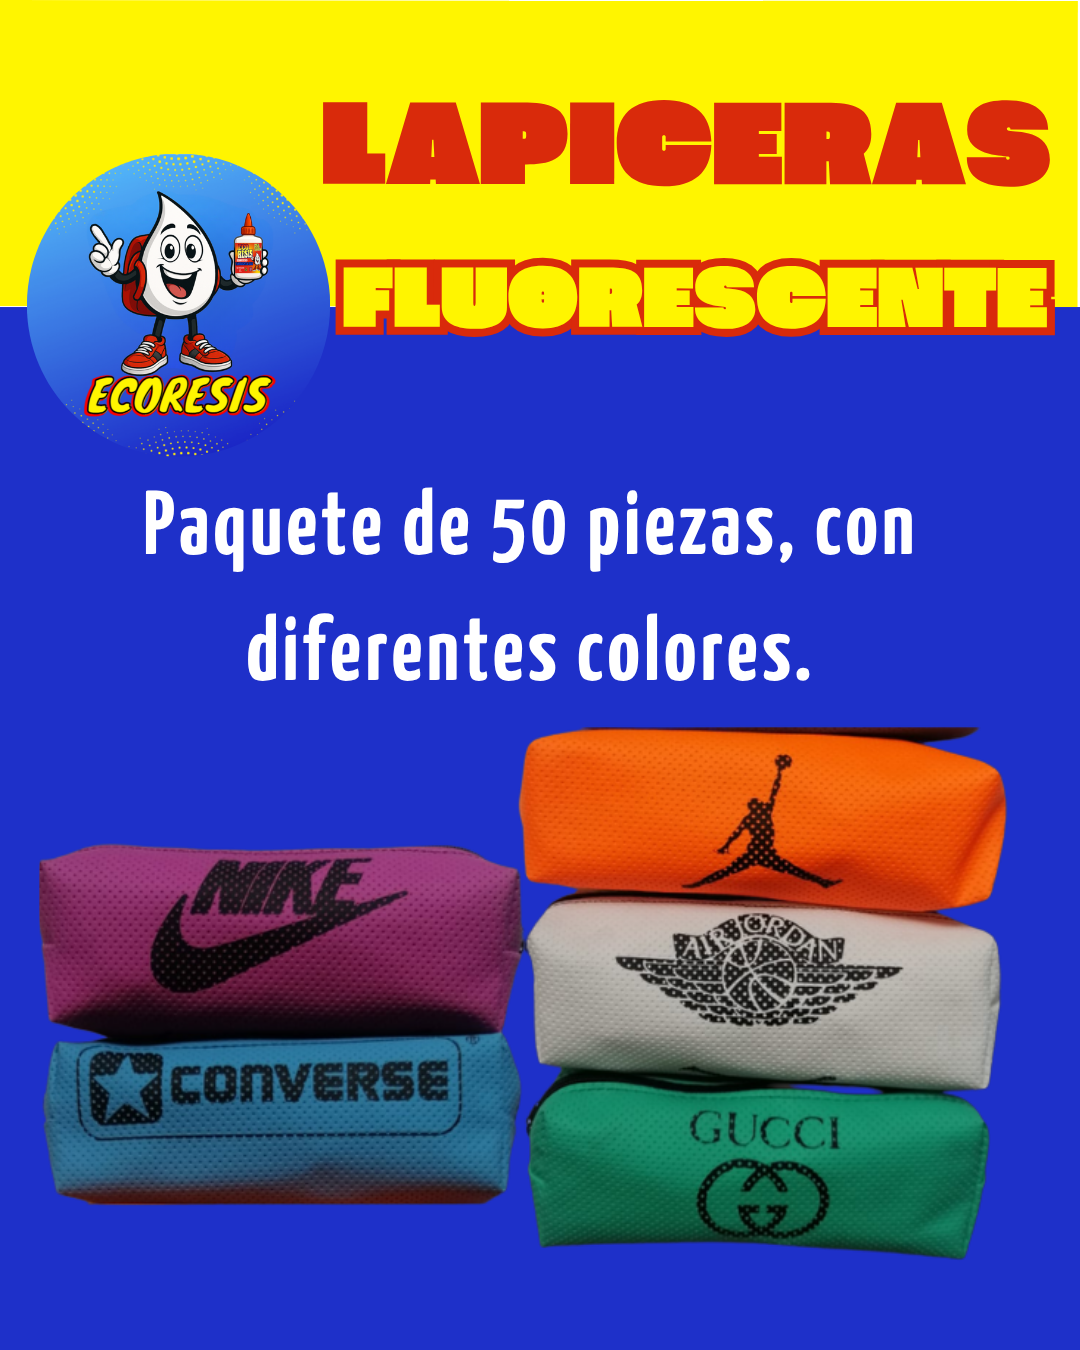 LAPICERAS
FLUORESCENTE
ECORESIS
Paquete de 50 piezas, con
diferentes colores.
NIKE
CONVERSE
®
AIR JORDAN
GUCCI